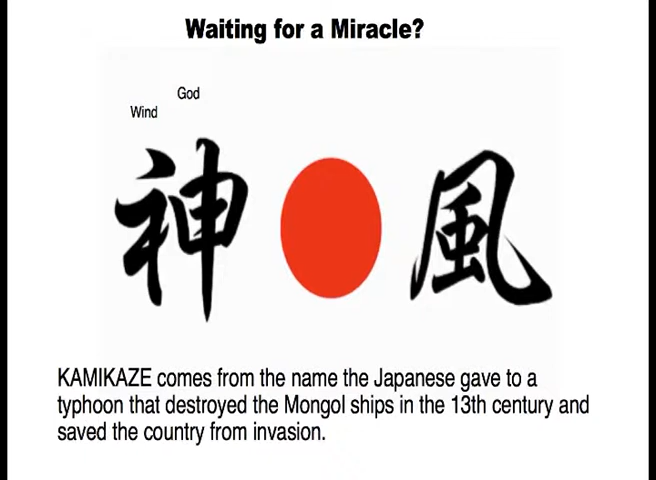 Waiting for a Miracle?
God
Wind
神 風
KAMIKAZE comes from the name the Japanese gave to a
typhoon that destroyed the Mongol ships in the 13th century and
saved the country from invasion.